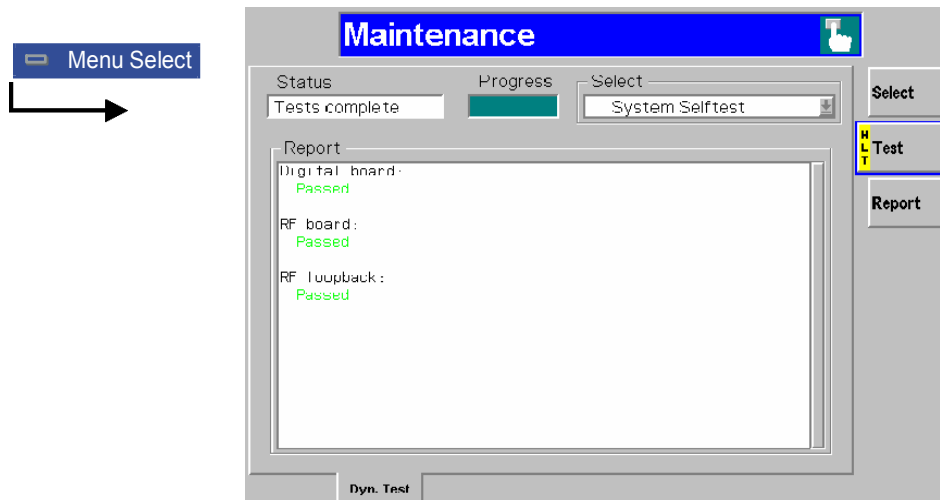 Menu Select
Maintenance
Status
Progress
Select
Tests complete
System Selftest
Report
Digital board:
Passed
RF board:
Passed
RF loopback:
Passed
Dyn. Test
Select
HLT
Test
Report